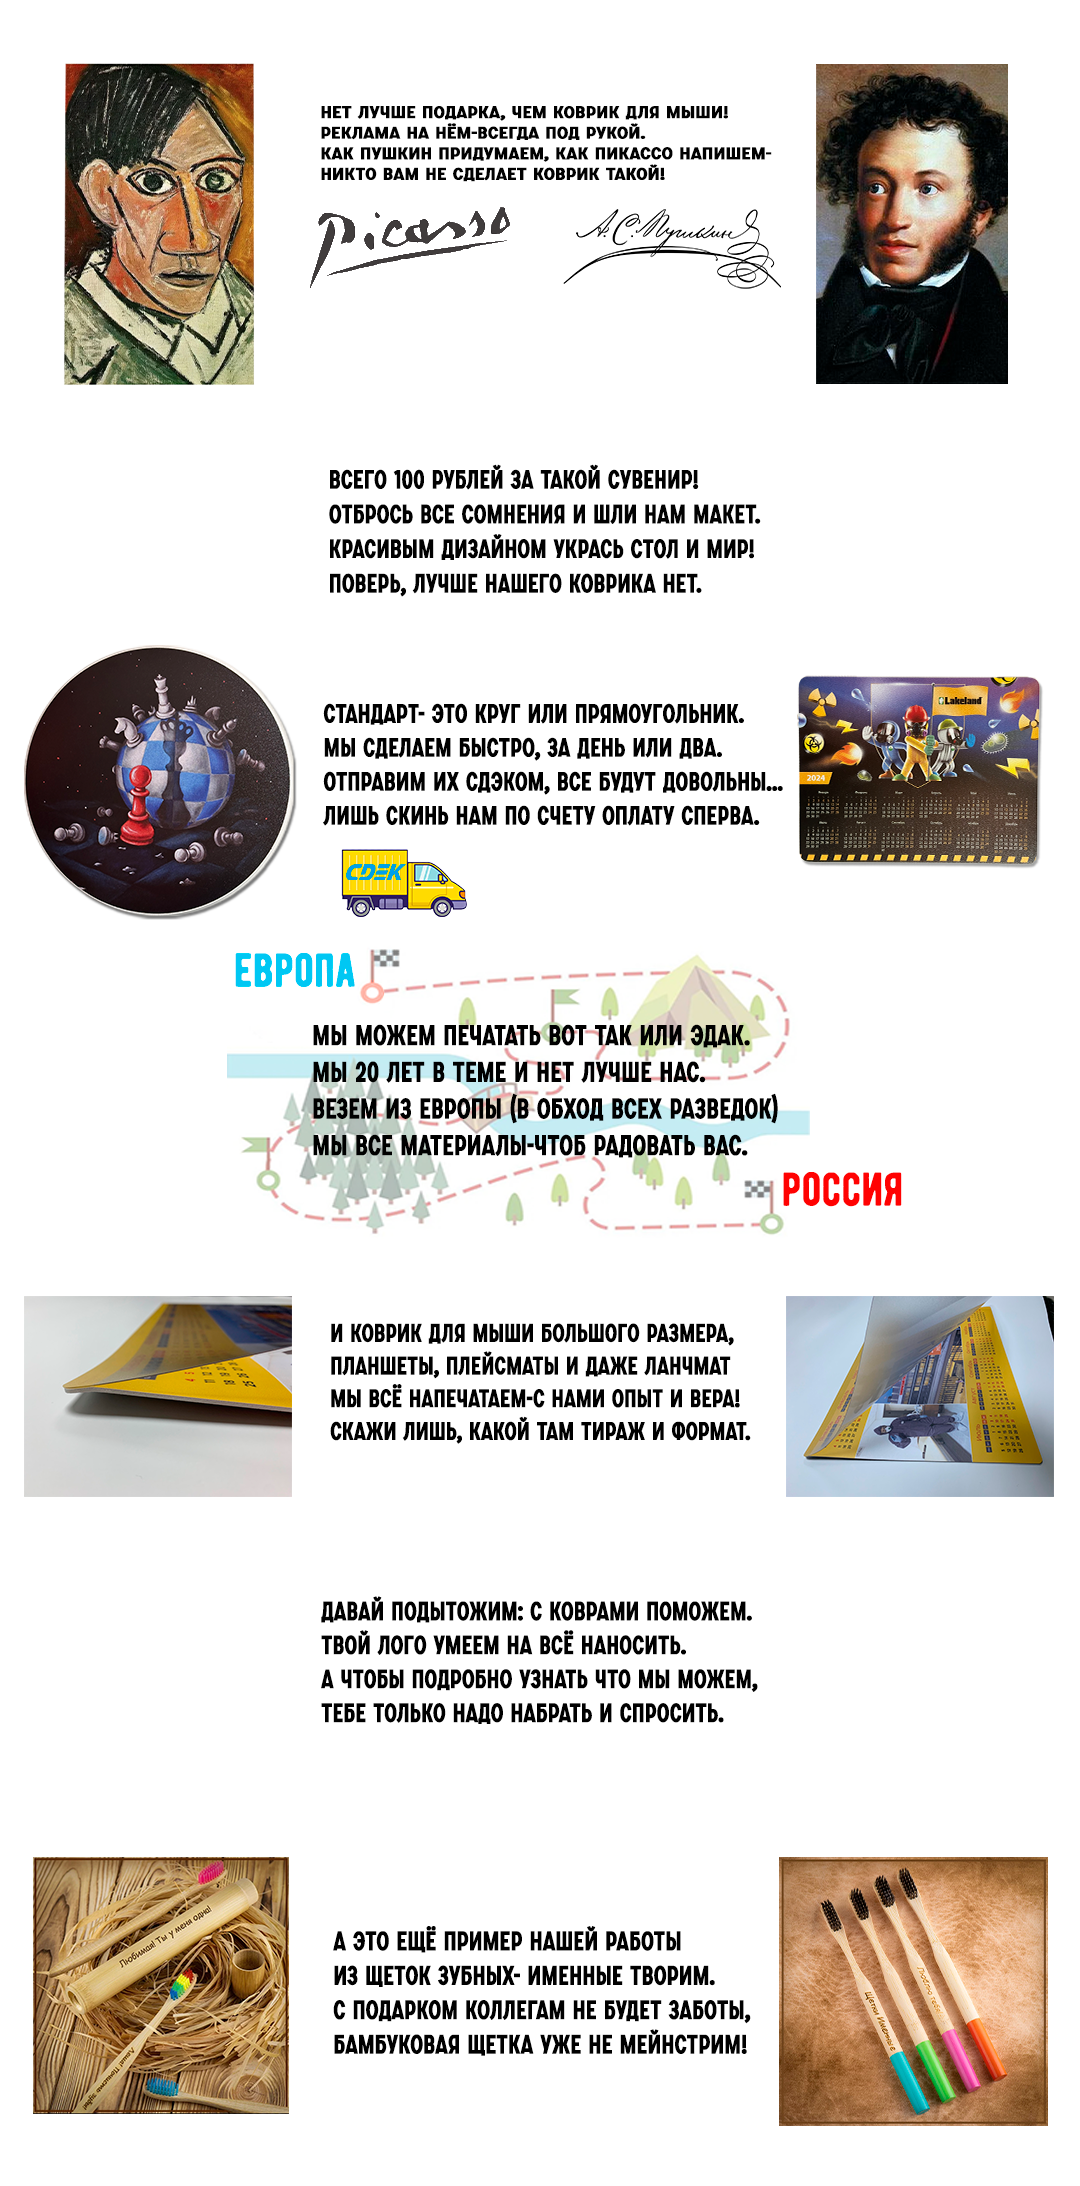 НЕТ ЛУЧШЕ ПОДАРКА, ЧЕМ КОВРИК ДЛЯ МЫШИ!
РЕКЛАМА НА НЁМ-ВСЕГДА ПОД РУКОЙ.
КАК ПУШКИН ПРИДУМАЕМ, КАК ПИКАССО НАПИШЕМ-
НИКТО ВАМ НЕ СДЕЛАЕТ КОВРИК ТАКОЙ!
Picasso
А.С.Пушкин
ВСЕГО 100 РУБЛЕЙ ЗА ТАКОЙ СУВЕНИР!
ОТБРОСЬ ВСЕ СОМНЕНИЯ И ШЛИ НАМ МАКЕТ.
КРАСИВЫМ ДИЗАЙНОМ УКРАСЬ СТОЛ И МИР!
ПОВЕРЬ, ЛУЧШЕ НАШЕГО КОВРИКА НЕТ.
СТАНДАРТ- ЭТО КРУГ ИЛИ ПРЯМОУГОЛЬНИК.
МЫ СДЕЛАЕМ БЫСТРО, ЗА ДЕНЬ ИЛИ ДВА.
ОТПРАВИМ ИХ СДЭКОМ, ВСЕ БУДУТ ДОВОЛЬНЫ...
ЛИШЬ СКИНЬ НАМ ПО СЧЕТУ ОПЛАТУ СПЕРВА.
Lakeland
2024
CDEK
ЕВРОПА
МЫ МОЖЕМ ПЕЧАТАТЬ ВОТ ТАК ИЛИ ЭДАК.
МЫ 20 ЛЕТ В ТЕМЕ И НЕТ ЛУЧШЕ НАС.
ВЕЗЕМ ИЗ ЕВРОПЫ (В ОБХОД ВСЕХ РАЗВЕДОК)
МЫ ВСЕ МАТЕРИАЛЫ-ЧТОБ РАДОВАТЬ ВАС.
РОССИЯ
И КОВРИК ДЛЯ МЫШИ БОЛЬШОГО РАЗМЕРА,
ПЛАНШЕТЫ, ПЛЕЙСМАТЫ И ДАЖЕ ЛАНЧМАТ
МЫ ВСЁ НАПЕЧАТАЕМ-С НАМИ ОПЫТ И ВЕРА!
СКАЖИ ЛИШЬ, КАКОЙ ТАМ ТИРАЖ И ФОРМАТ.
ДАВАЙ ПОДЫТОЖИМ: С КОВРАМИ ПОМОЖЕМ.
ТВОЙ ЛОГО УМЕЕМ НА ВСЁ НАНОСИТЬ.
А ЧТОБЫ ПОДРОБНО УЗНАТЬ ЧТО МЫ МОЖЕМ,
ТЕБЕ ТОЛЬКО НАДО НАБРАТЬ И СПРОСИТЬ.
Любимая! Ты у меня одна!
А ЭТО ЕЩЁ ПРИМЕР НАШЕЙ РАБОТЫ
ИЗ ЩЕТОК ЗУБНЫХ- ИМЕННЫЕ ТВОРИМ.
С ПОДАРКОМ КОЛЛЕГАМ НЕ БУДЕТ ЗАБОТЫ,
БАМБУКОВАЯ ЩЕТКА УЖЕ НЕ МЕЙНСТРИМ!
Щетки Именные